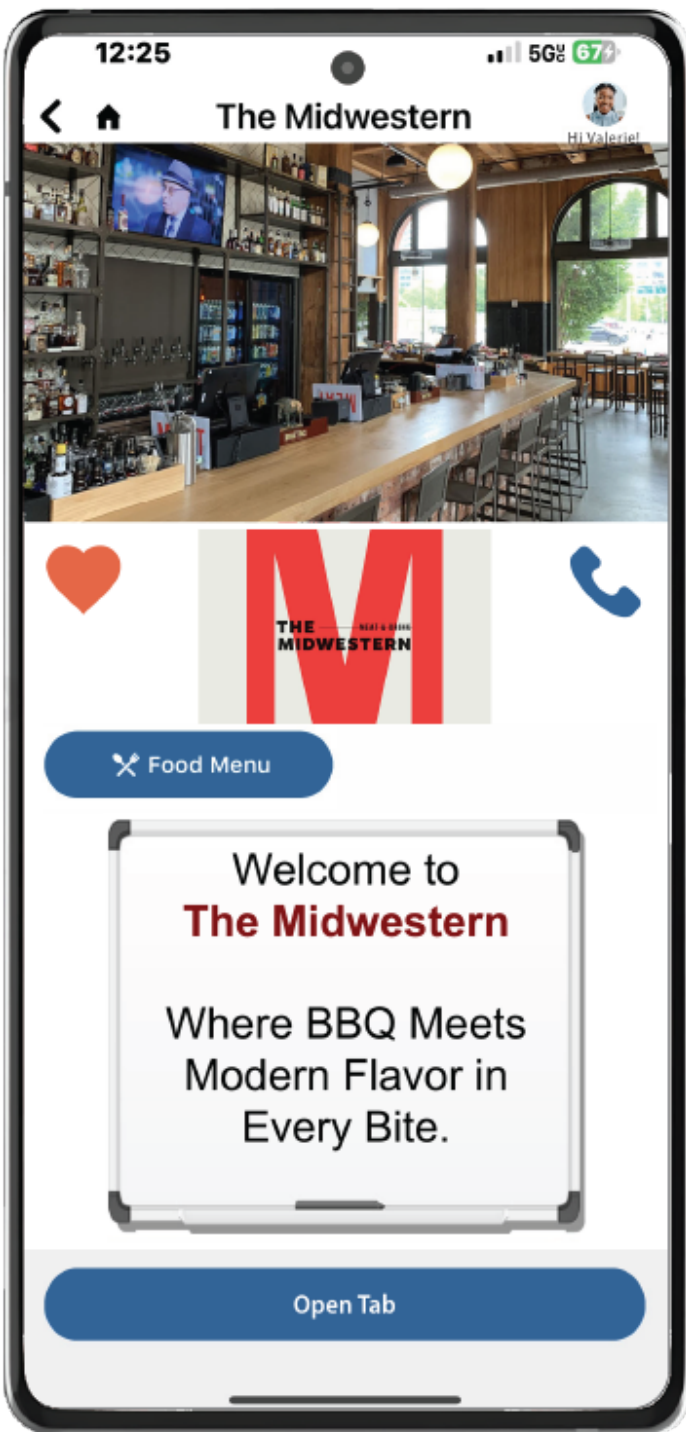 12:25
5G
67
The Midwestern
Hi Valerie!
THE MEAT & DRINK
MIDWESTERN
Food Menu
Welcome to
The Midwestern
Where BBQ Meets
Modern Flavor in
Every Bite.
Open Tab